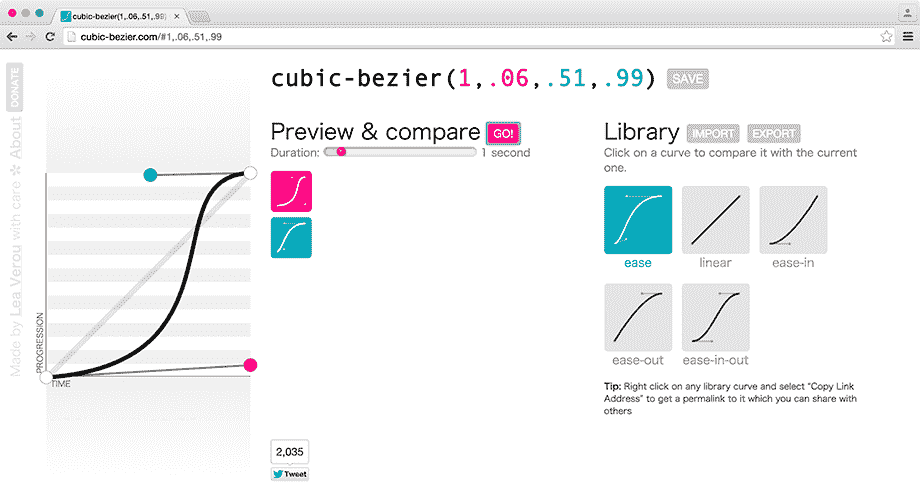 cubic-bezier(1,.06,.51,.99)
cubic-bezier.com/#1,.06,.51,.99
cubic-bezier(1,.06,.51,.99)
SAVE
DONATE
Made by Lea Verou with care ✲ About
Preview & compare
GO!
Duration:
1 second
Library
IMPORT
EXPORT
Click on a curve to compare it with the current
one.
ease
linear
ease-in
ease-out
ease-in-out
Tip: Right click on any library curve and select "Copy Link
Address" to get a permalink to it which you can share with
others
PROGRESSION
TIME
2,035
Tweet